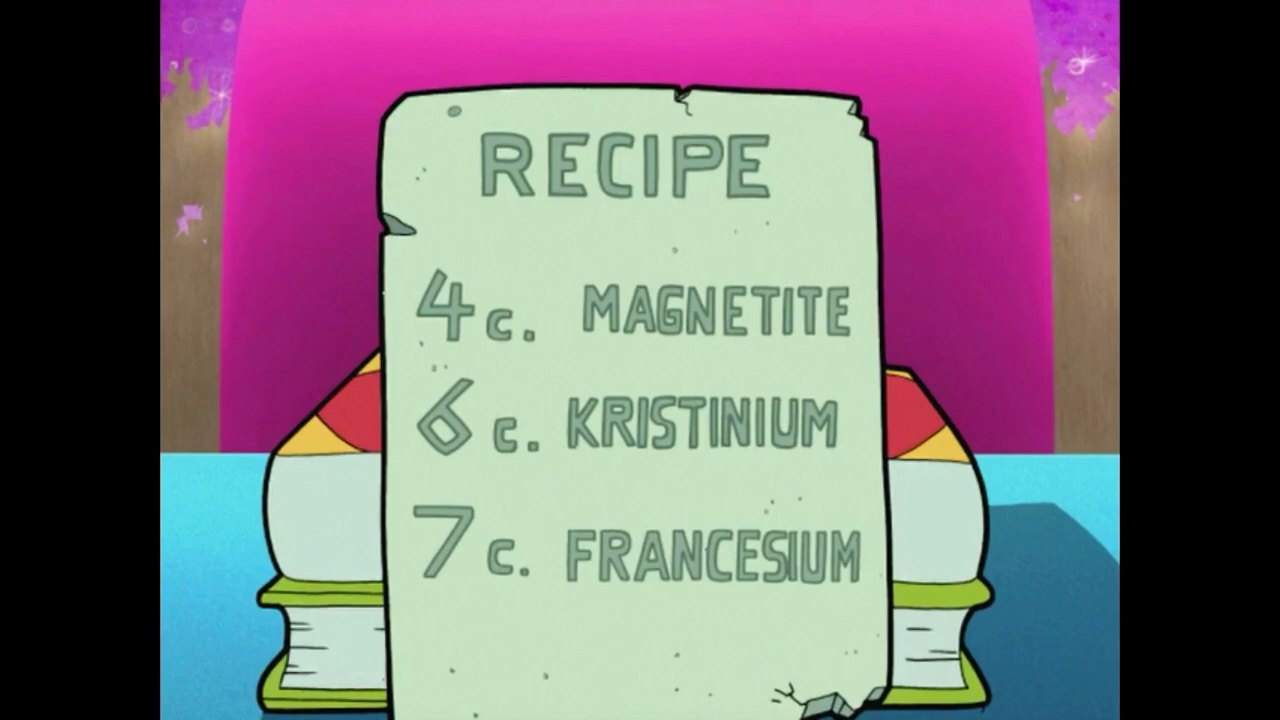 RECIPE
4 c. MAGNETITE
6 c. KRISTINIUM
7 c. FRANCESIUM